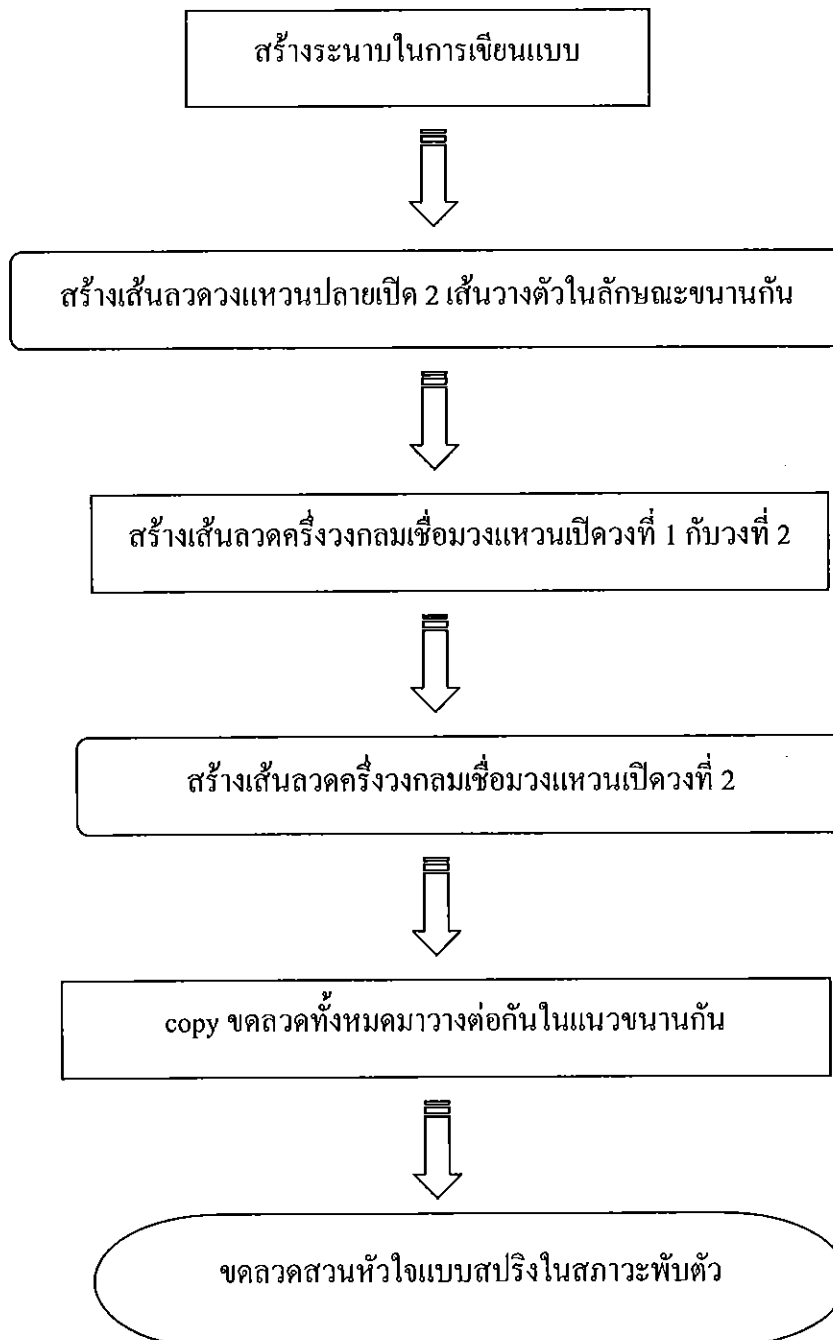 สร้างระนาบในการเขียนแบบ
สร้างเส้นลวดวงแหวนปลายเปิด 2 เส้นวางตัวในลักษณะขนานกัน
สร้างเส้นลวดครึ่งวงกลมเชื่อมวงแหวนเปิดวงที่ 1 กับวงที่ 2
สร้างเส้นลวดครึ่งวงกลมเชื่อมวงแหวนเปิดวงที่ 2
copy ขดลวดทั้งหมดมาวางต่อกันในแนวขนานกัน
ขดลวดสวนหัวใจแบบสปริงในสภาวะพับตัว